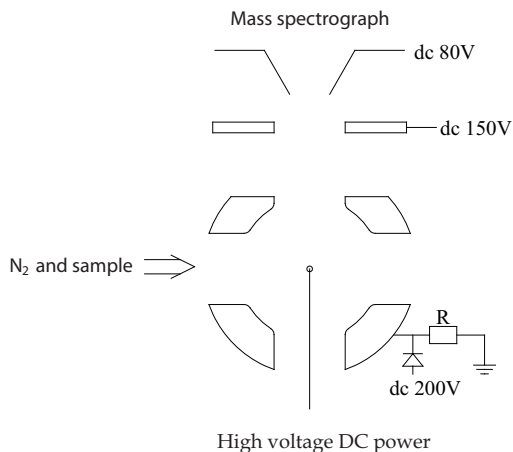 Mass spectrograph
dc 80V
dc 150V
N₂ and sample
R
dc 200V
High voltage DC power